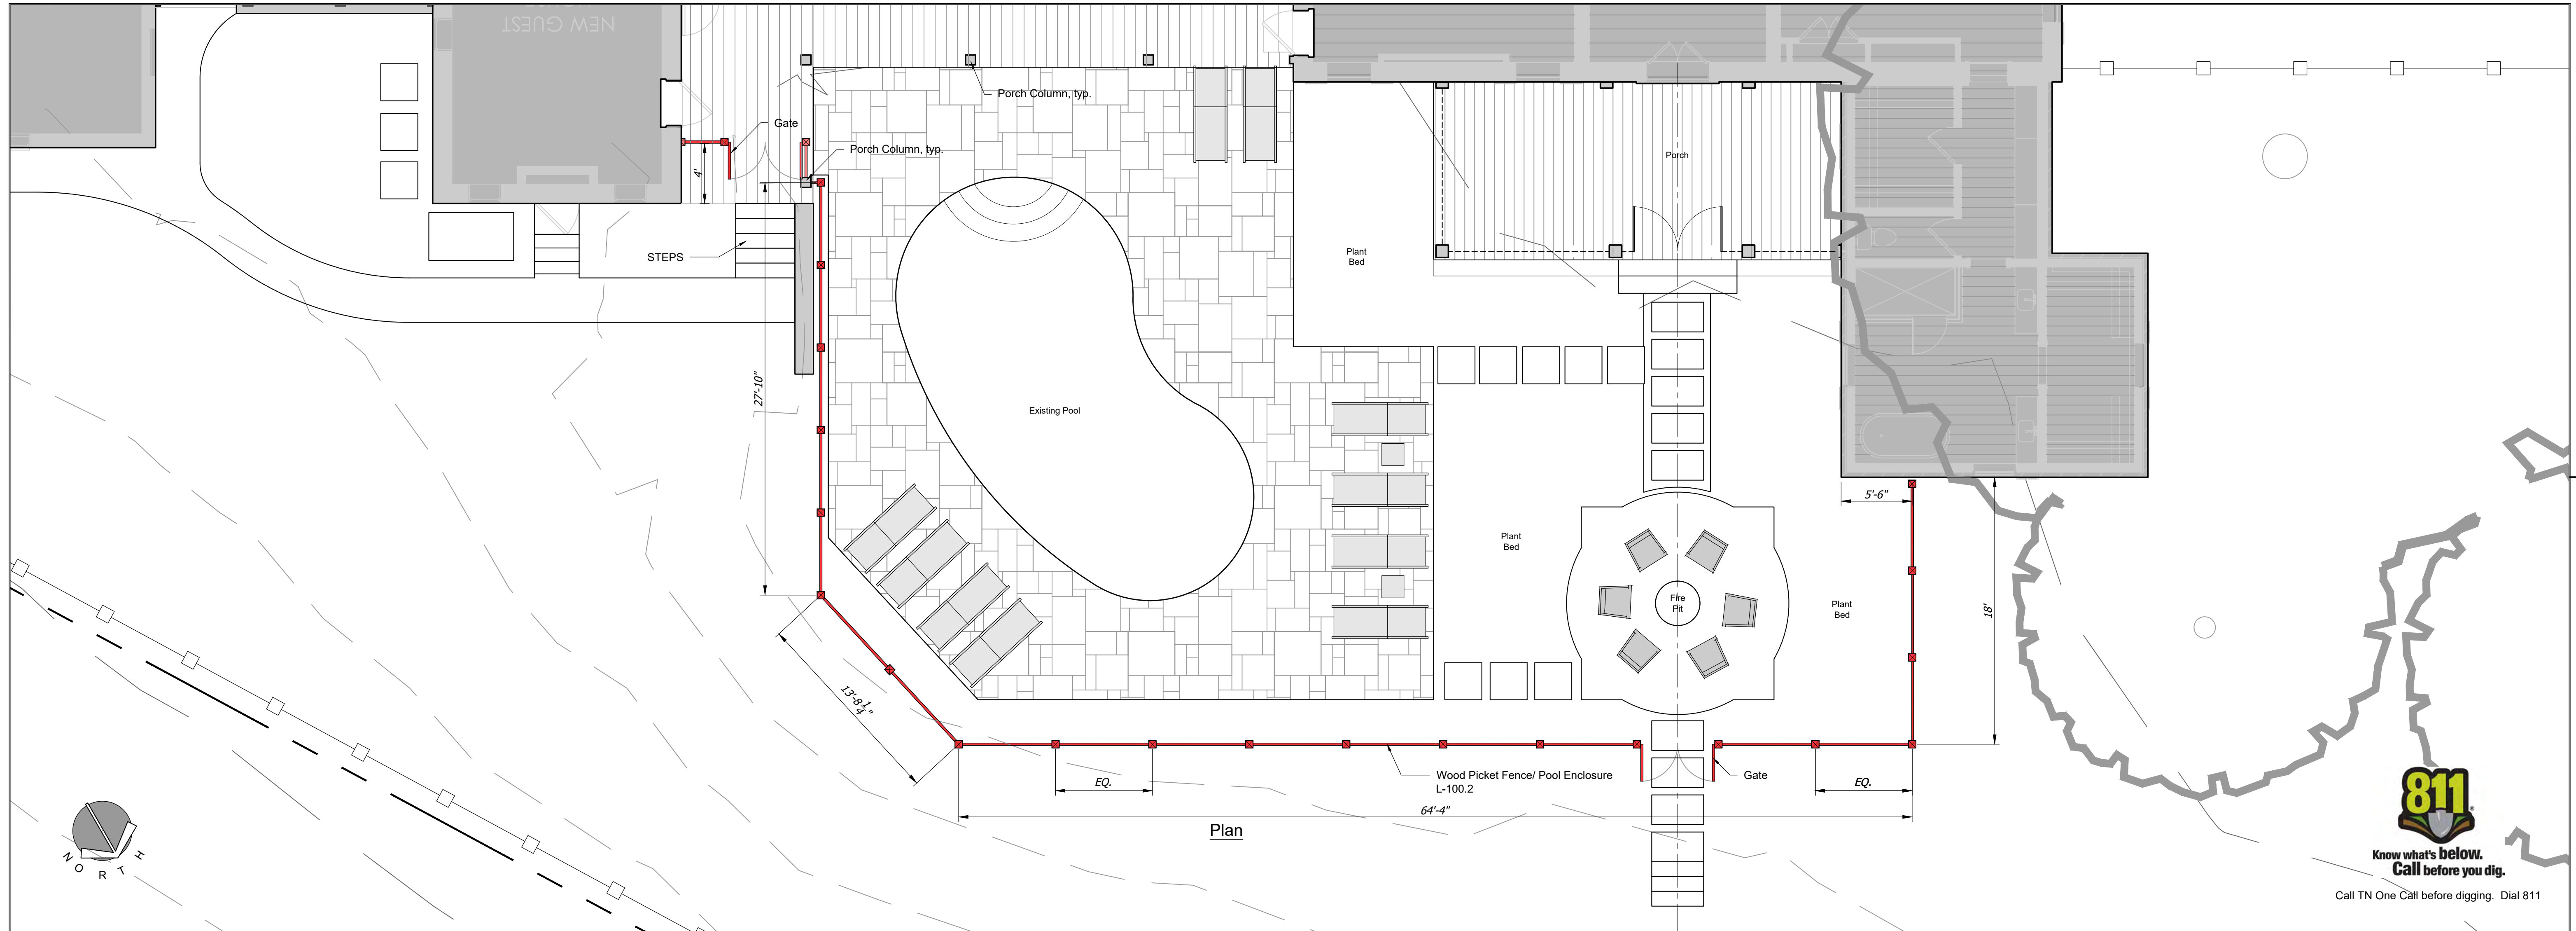 NEW GUEST
Porch Column, typ.
Gate
Porch Column, typ.
4'
Porch
STEPS
Plant
Bed
27'-10"
Existing Pool
5'-6"
Plant
Bed
Fire
Pit
Plant
Bed
18'
13'-8 1/4"
EQ.
Wood Picket Fence/ Pool Enclosure
L-100.2
Gate
EQ.
64'-4"
Plan
NORTH
811
Know what's below.
Call before you dig.
Call TN One Call before digging. Dial 811